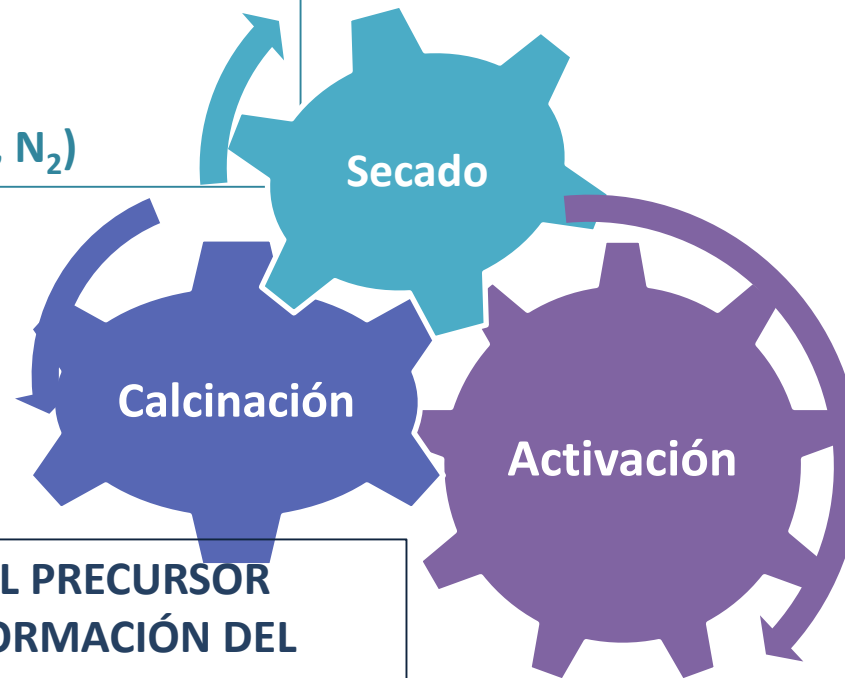 , N₂)
Secado
Calcinación
Activación
L PRECURSOR
ORMACIÓN DEL